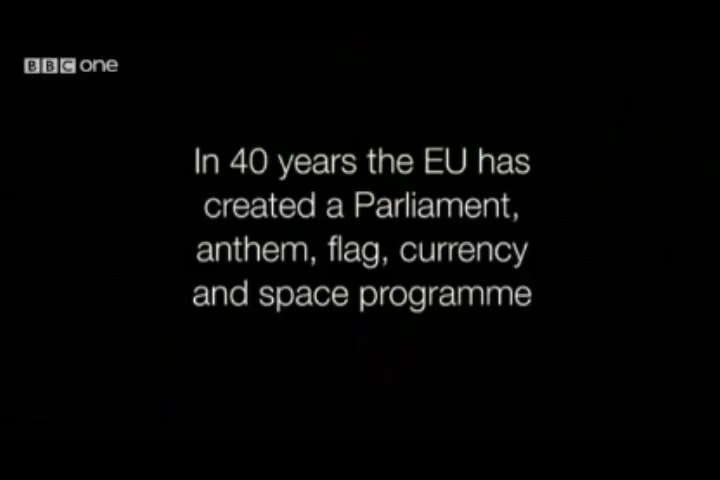 BBC one
In 40 years the EU has
created a Parliament,
anthem, flag, currency
and space programme